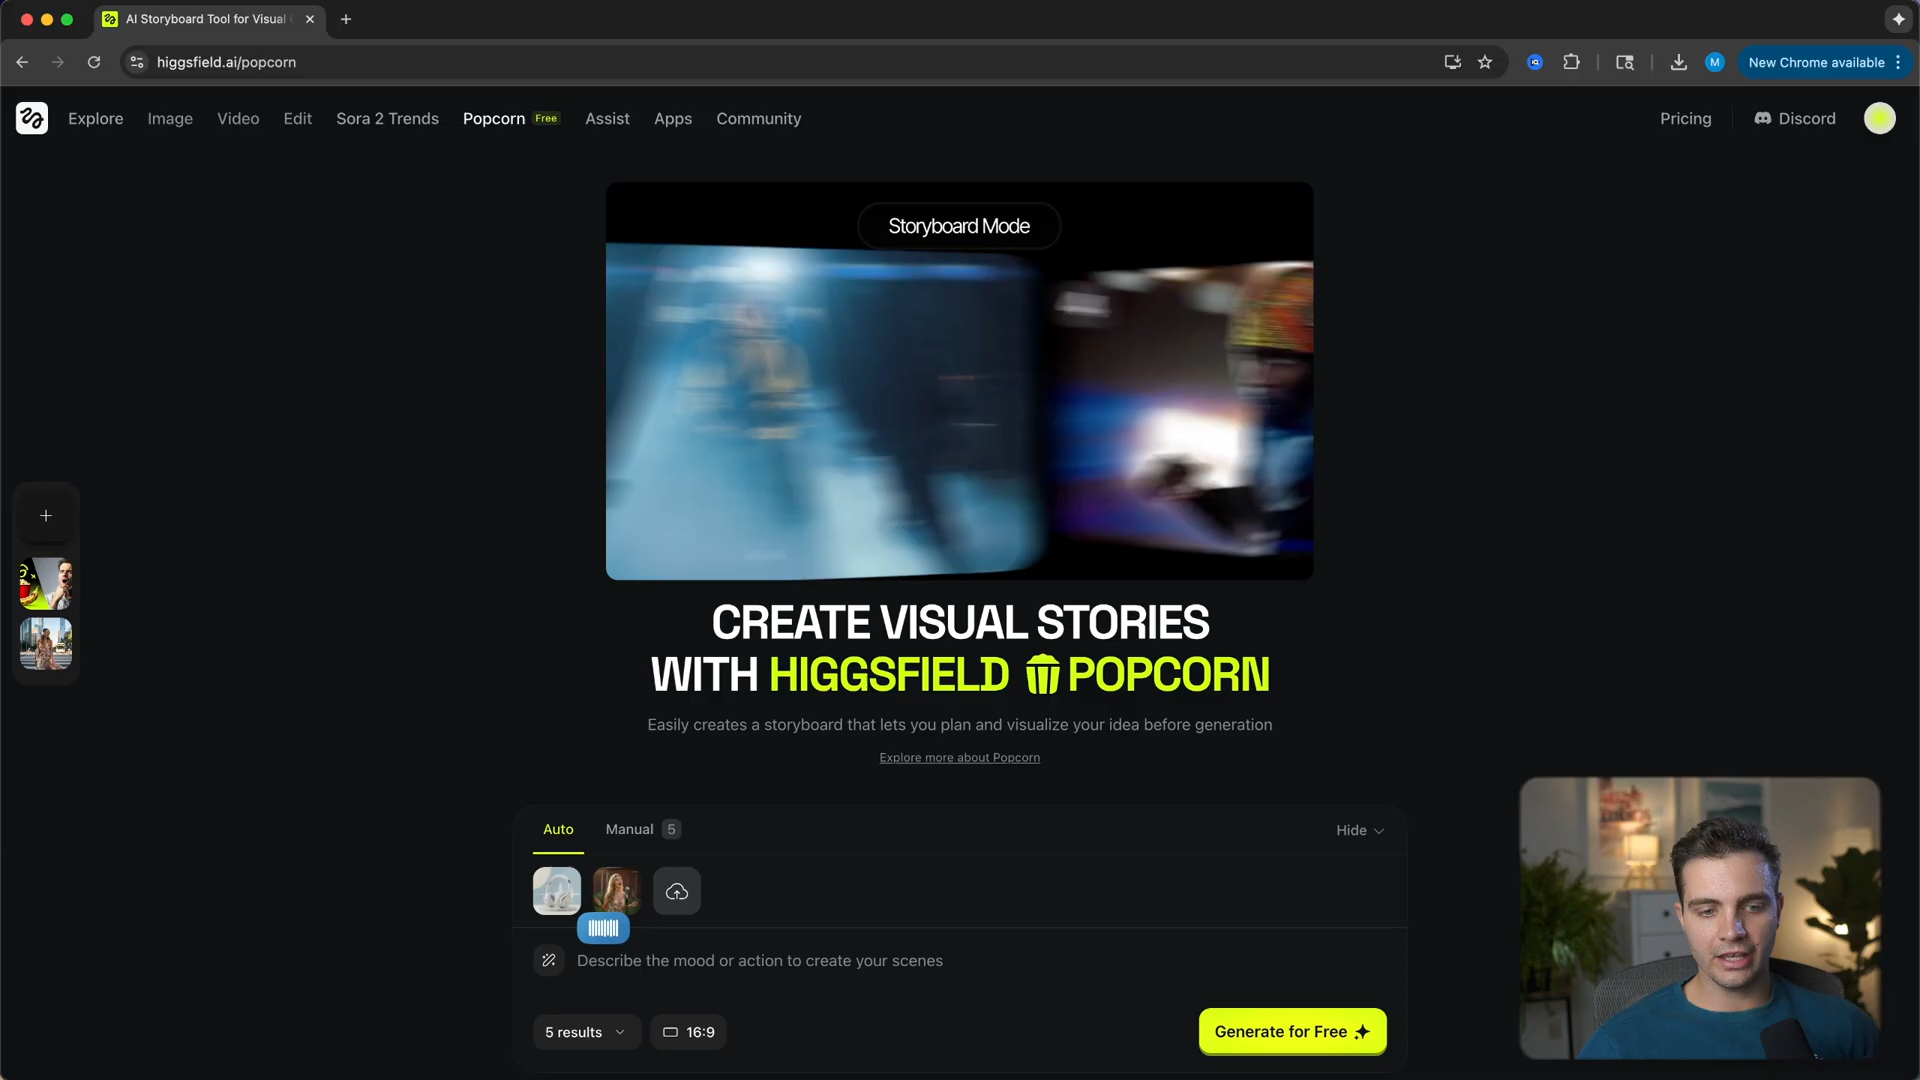 AI Storyboard Tool for Visual
higgsfield.ai/popcorn
M
New Chrome available
Explore
Image
Video
Edit
Sora 2 Trends
Popcorn Free
Assist
Apps
Community
Pricing
Discord
Storyboard Mode
CREATE VISUAL STORIES
WITH HIGGSFIELD POPCORN
Easily creates a storyboard that lets you plan and visualize your idea before generation
Explore more about Popcorn
Auto
Manual 5
Hide
Describe the mood or action to create your scenes
5 results
16:9
Generate for Free